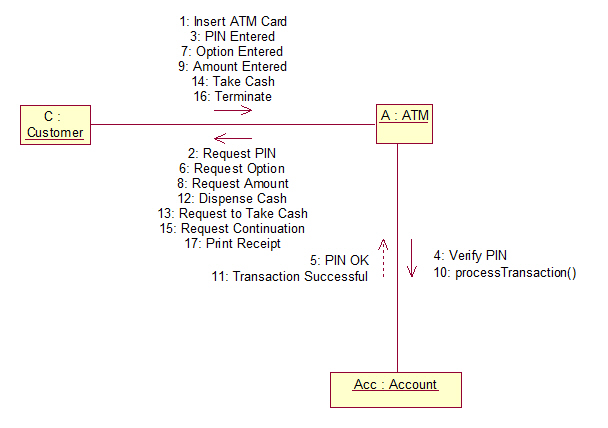 1: Insert ATM Card
3: PIN Entered
7: Option Entered
9: Amount Entered
14: Take Cash
16: Terminate
C :
Customer
A : ATM
2: Request PIN
6: Request Option
8: Request Amount
12: Dispense Cash
13: Request to Take Cash
15: Request Continuation
17: Print Receipt
5: PIN OK
11: Transaction Successful
4: Verify PIN
10: processTransaction()
Acc : Account